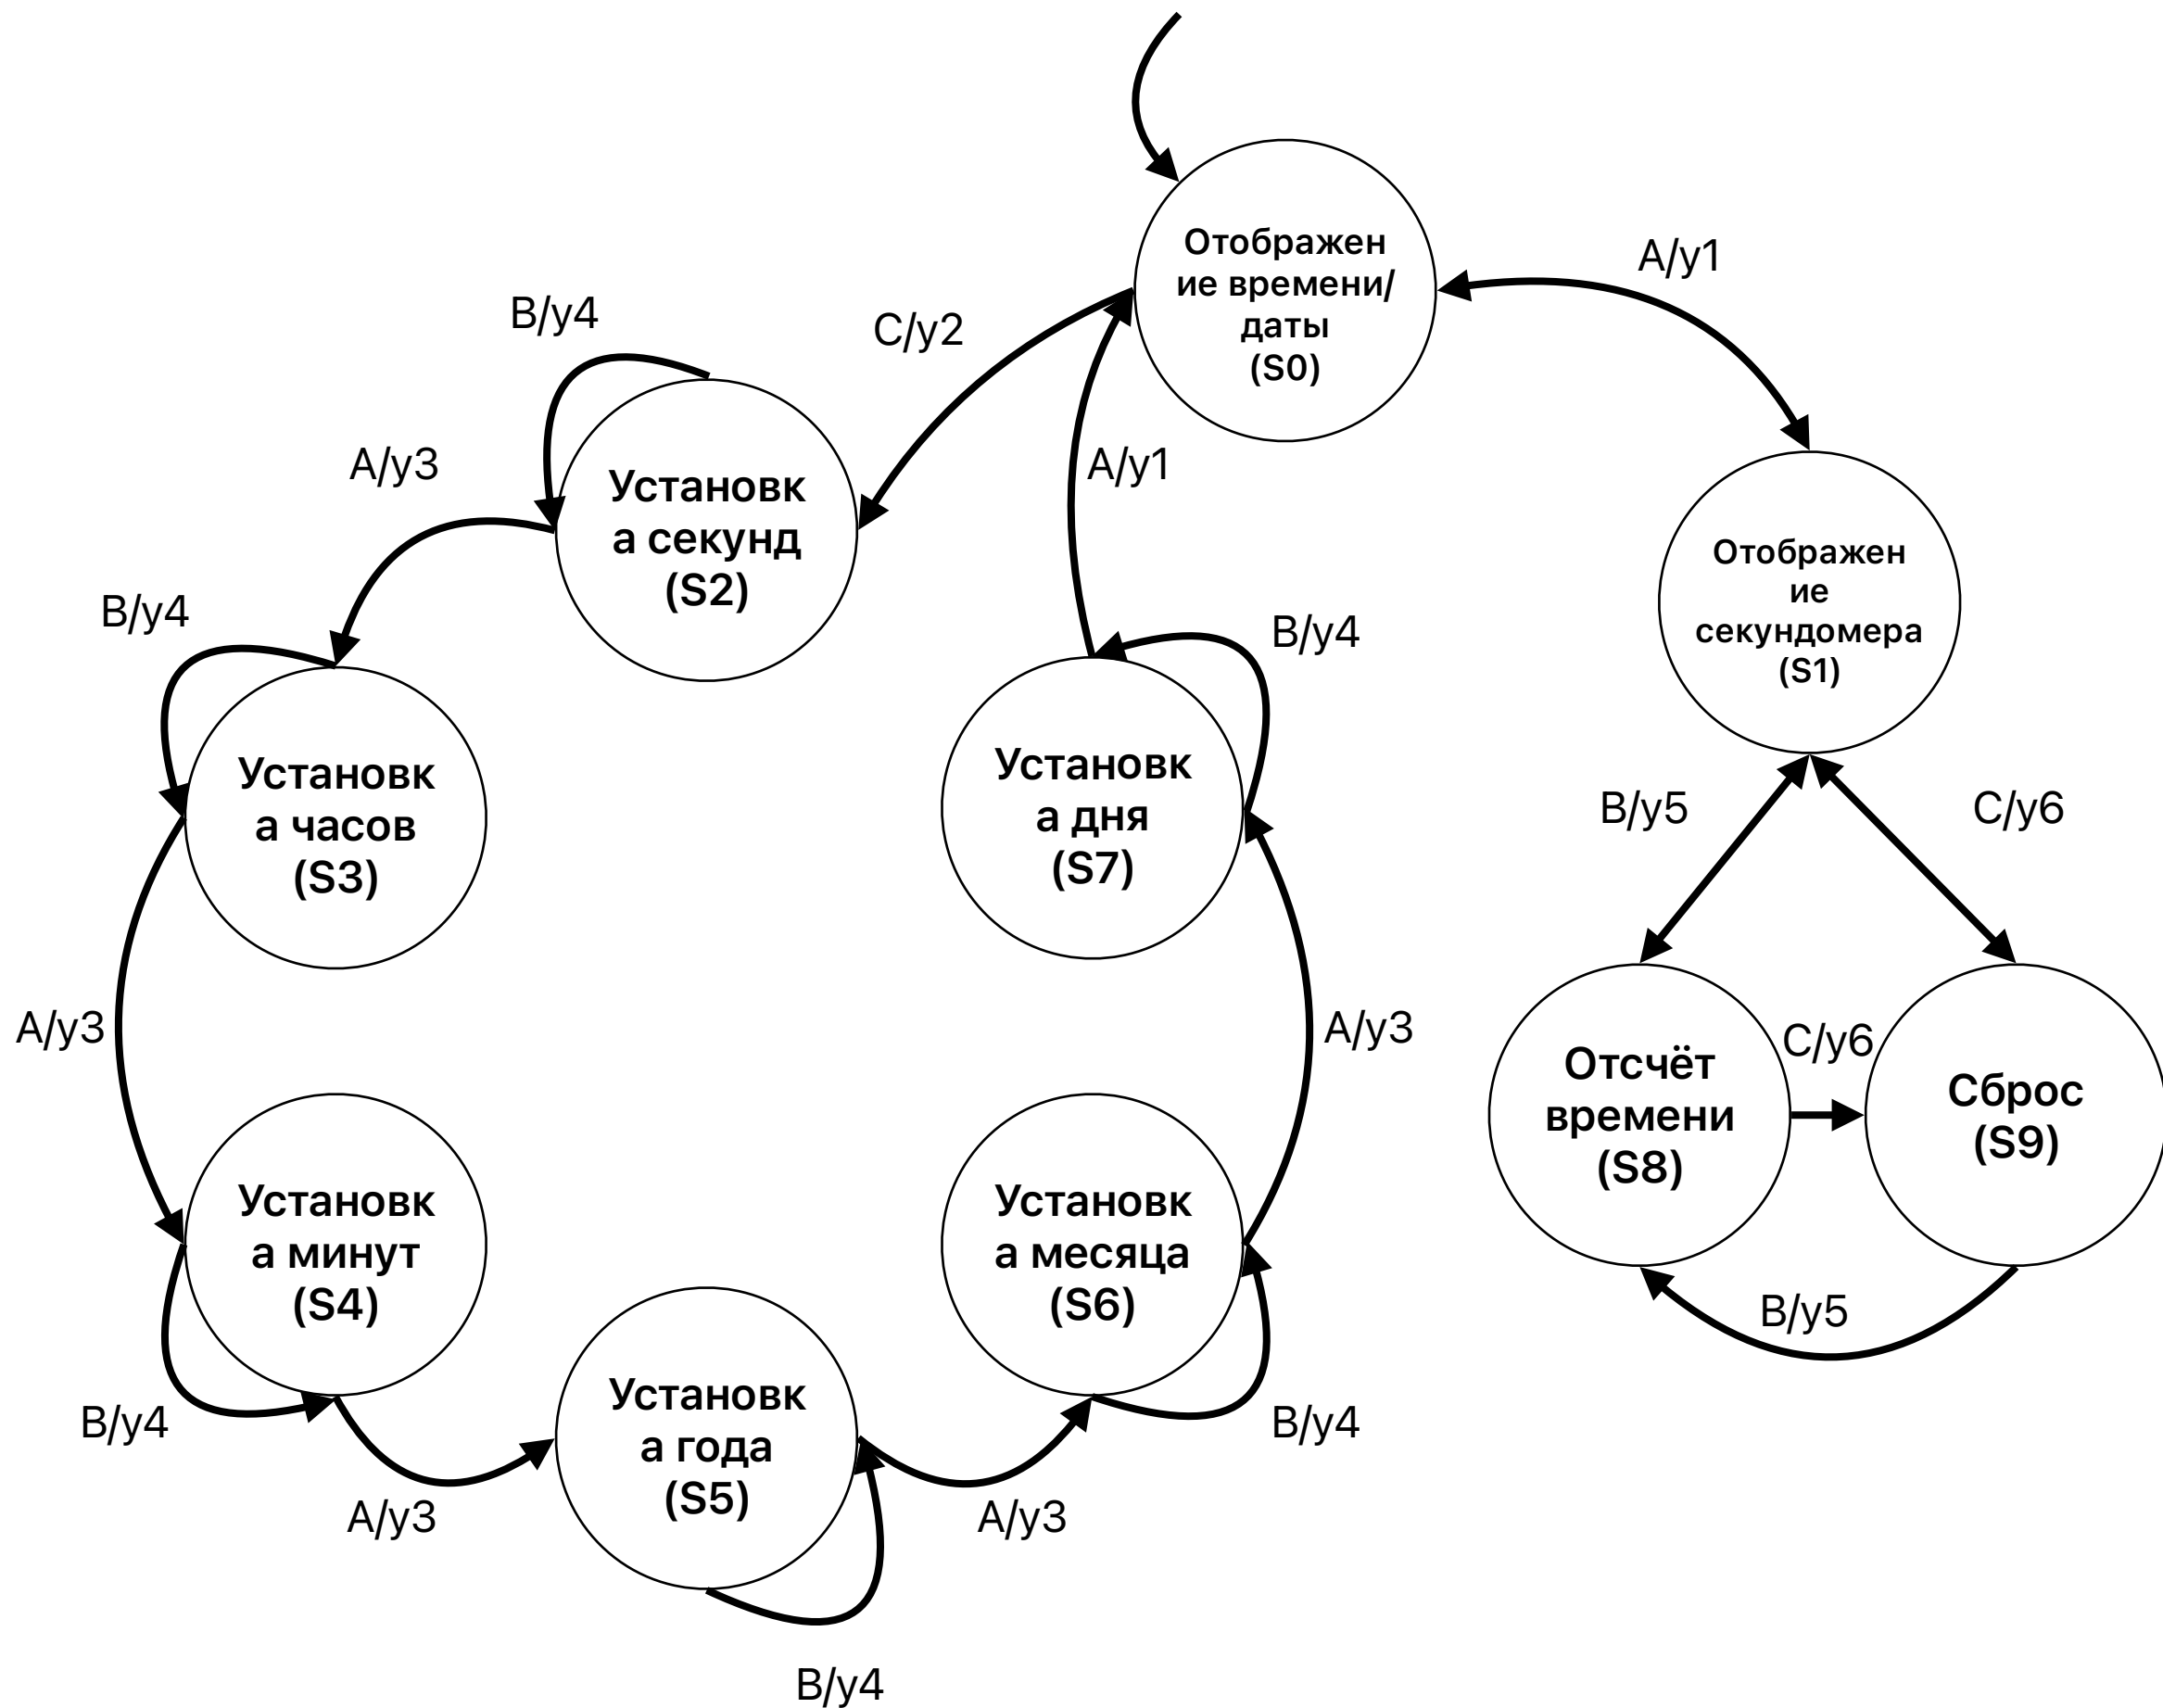 Отображен
ие времени/
даты
(S0)
A/y1
B/y4
C/y2
A/y3
A/y1
Установк
а секунд
(S2)
Отображен
ие
секундомера
(S1)
B/y4
B/y4
Установк
а часов
(S3)
Установк
а дня
(S7)
B/y5
C/y6
A/y3
A/y3
C/y6
Отсчёт
времени
(S8)
Сброс
(S9)
Установк
а минут
(S4)
Установк
а месяца
(S6)
B/y5
B/y4
Установк
а года
(S5)
B/y4
A/y3
A/y3
B/y4